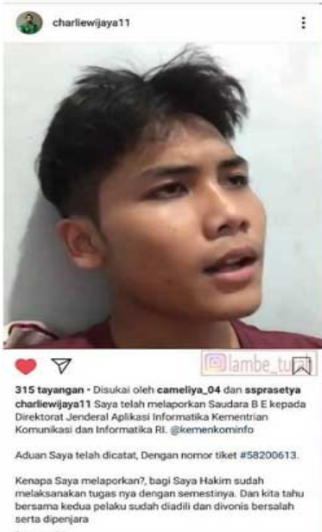 charliewijaya11
lambe_tu
315 tayangan · Disukai oleh cameliya_04 dan ssprasetya
charliewijaya11 Saya telah melaporkan Saudara B E kepada
Direktorat Jenderal Aplikasi Informatika Kementrian
Komunikasi dan Informatika RI. @kemenkominfo
Aduan Saya telah dicatat, Dengan nomor tiket #58200613.
Kenapa Saya melaporkan?, bagi Saya Hakim sudah
melaksanakan tugas nya dengan semestinya. Dan kita tahu
bersama kedua pelaku sudah diadili dan divonis bersalah
serta dipenjara